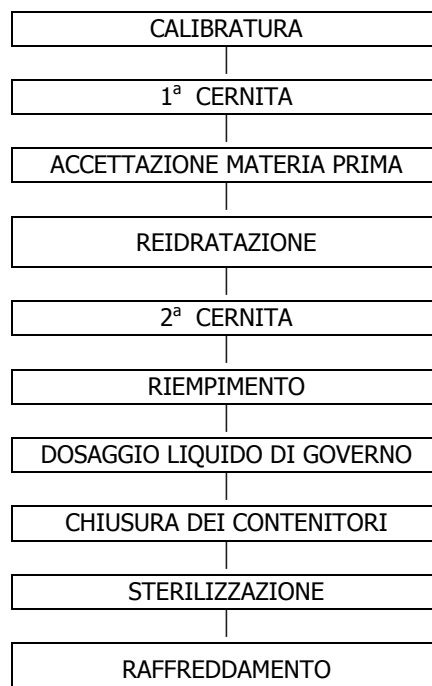 CALIBRATURA
1ª CERNITA
ACCETTAZIONE MATERIA PRIMA
REIDRATAZIONE
2ª CERNITA
RIEMPIMENTO
DOSAGGIO LIQUIDO DI GOVERNO
CHIUSURA DEI CONTENITORI
STERILIZZAZIONE
RAFFREDDAMENTO